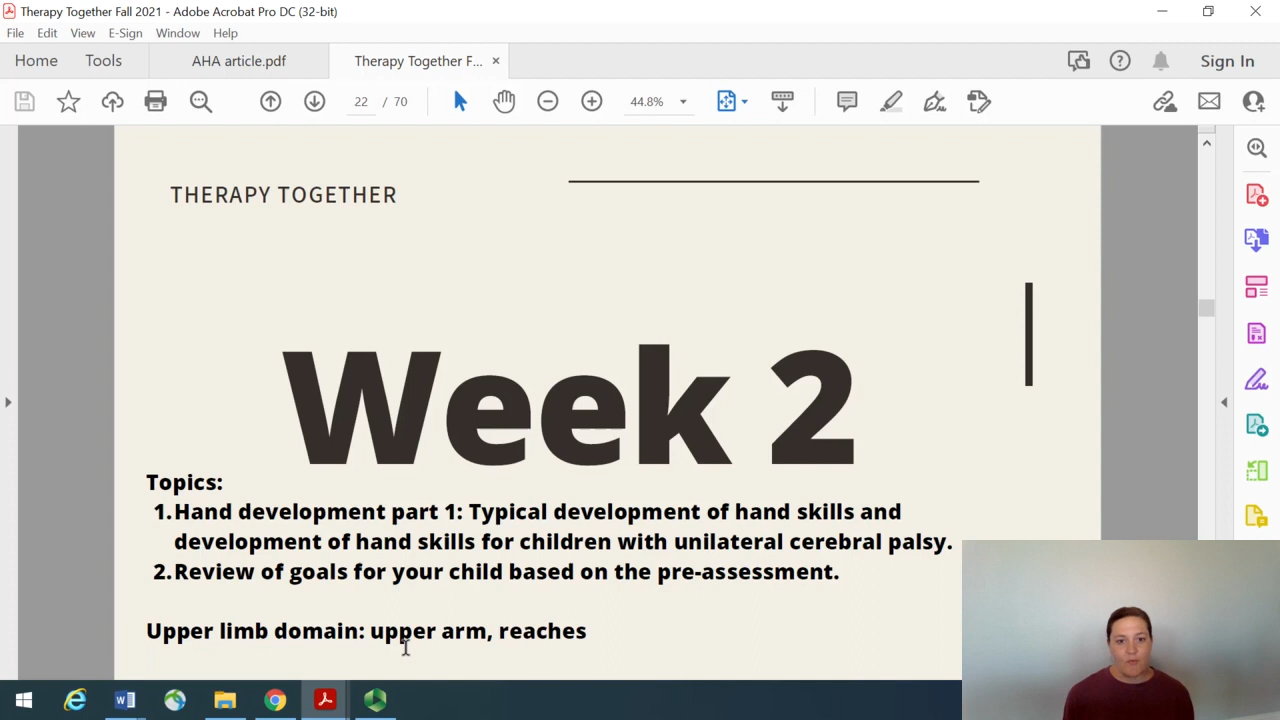 Therapy Together Fall 2021 - Adobe Acrobat Pro DC (32-bit)
File Edit View E-Sign Window Help
Home Tools AHA article.pdf Therapy Together F... × Sign In
22 / 70 44.8%
THERAPY TOGETHER
Week 2
Topics:
1. Hand development part 1: Typical development of hand skills and
development of hand skills for children with unilateral cerebral palsy.
2. Review of goals for your child based on the pre-assessment.
Upper limb domain: upper arm, reaches